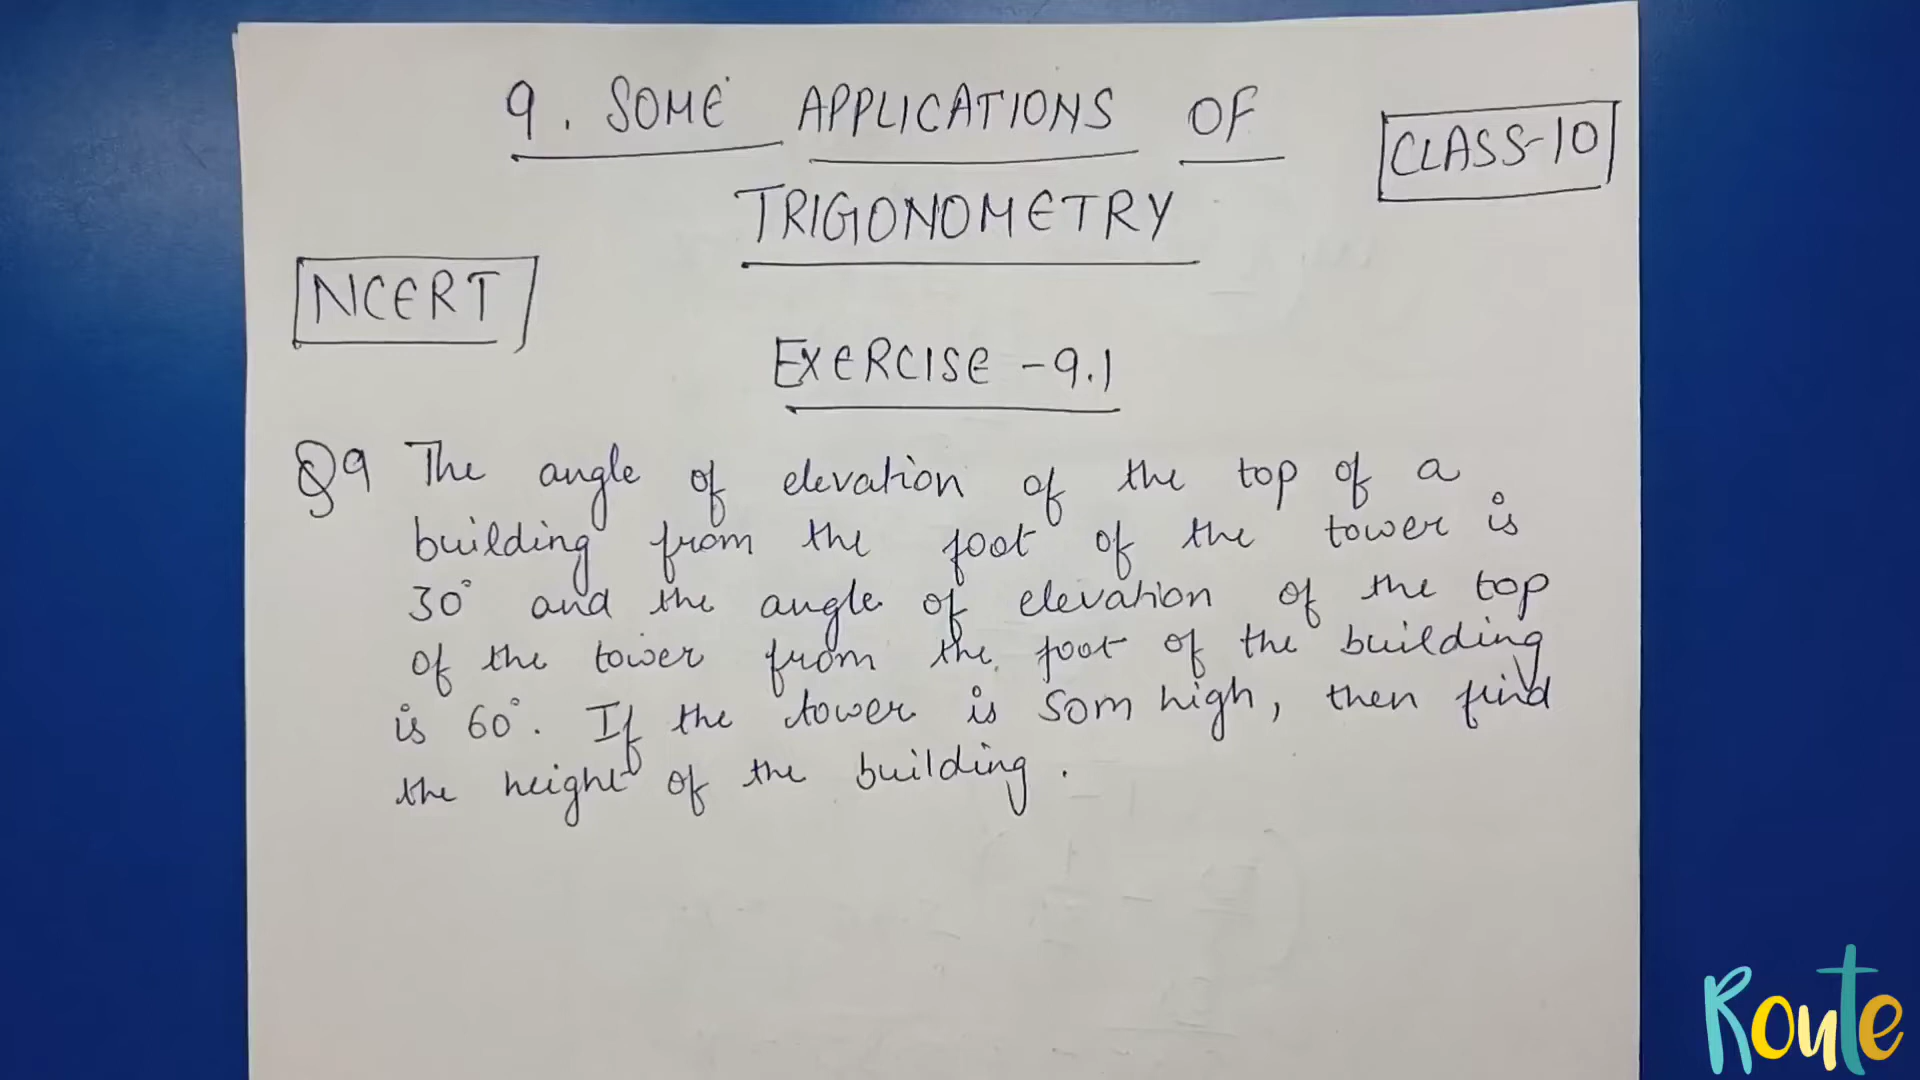 9. SOME APPLICATIONS OF
CLASS-10
TRIGONOMETRY
NCERT
EXERCISE -9.1
Q9 The angle of elevation of the top of a
building from the foot of the tower is
30° and the angle of elevation of the top
of the tower from the foot of the building
is 60°. If the tower is 50m high, then find
the height of the building.
Route